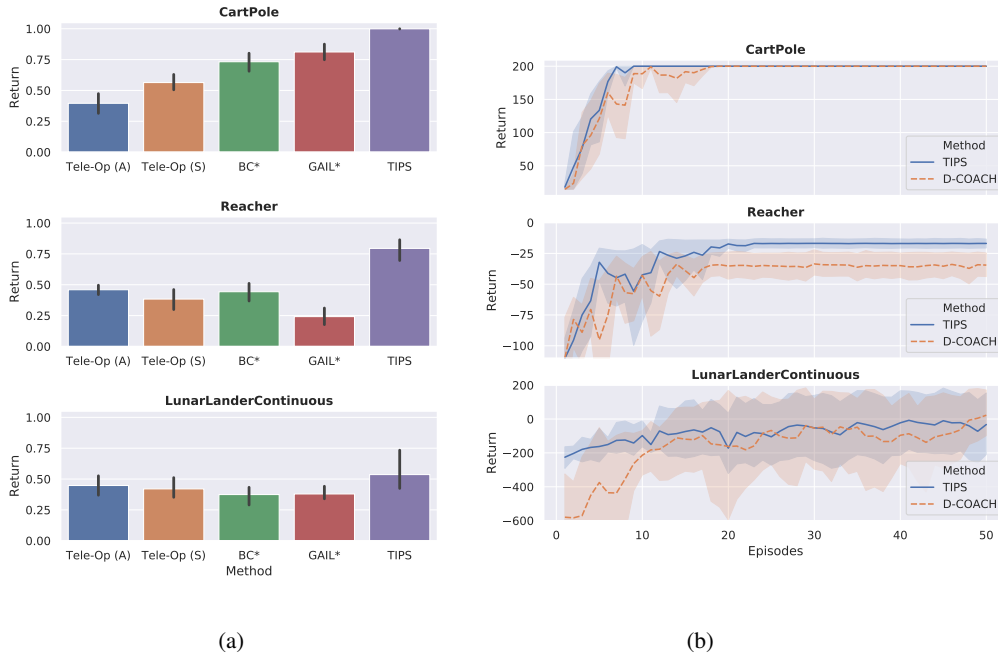 CartPole
1.00
0.75
0.50
0.25
0.00
Return
Tele-Op (A) Tele-Op (S) BC* GAIL* TIPS
Reacher
1.00
0.75
0.50
0.25
0.00
Return
Tele-Op (A) Tele-Op (S) BC* GAIL* TIPS
LunarLanderContinuous
1.00
0.75
0.50
0.25
0.00
Return
Tele-Op (A) Tele-Op (S) BC* GAIL* TIPS
Method
(a)
CartPole
200
150
100
50
Return
Method
TIPS
D-COACH
Reacher
0
−25
−50
−75
−100
Return
Method
TIPS
D-COACH
LunarLanderContinuous
200
0
−200
−400
−600
Return
Method
TIPS
D-COACH
0 10 20 30 40 50
Episodes
(b)